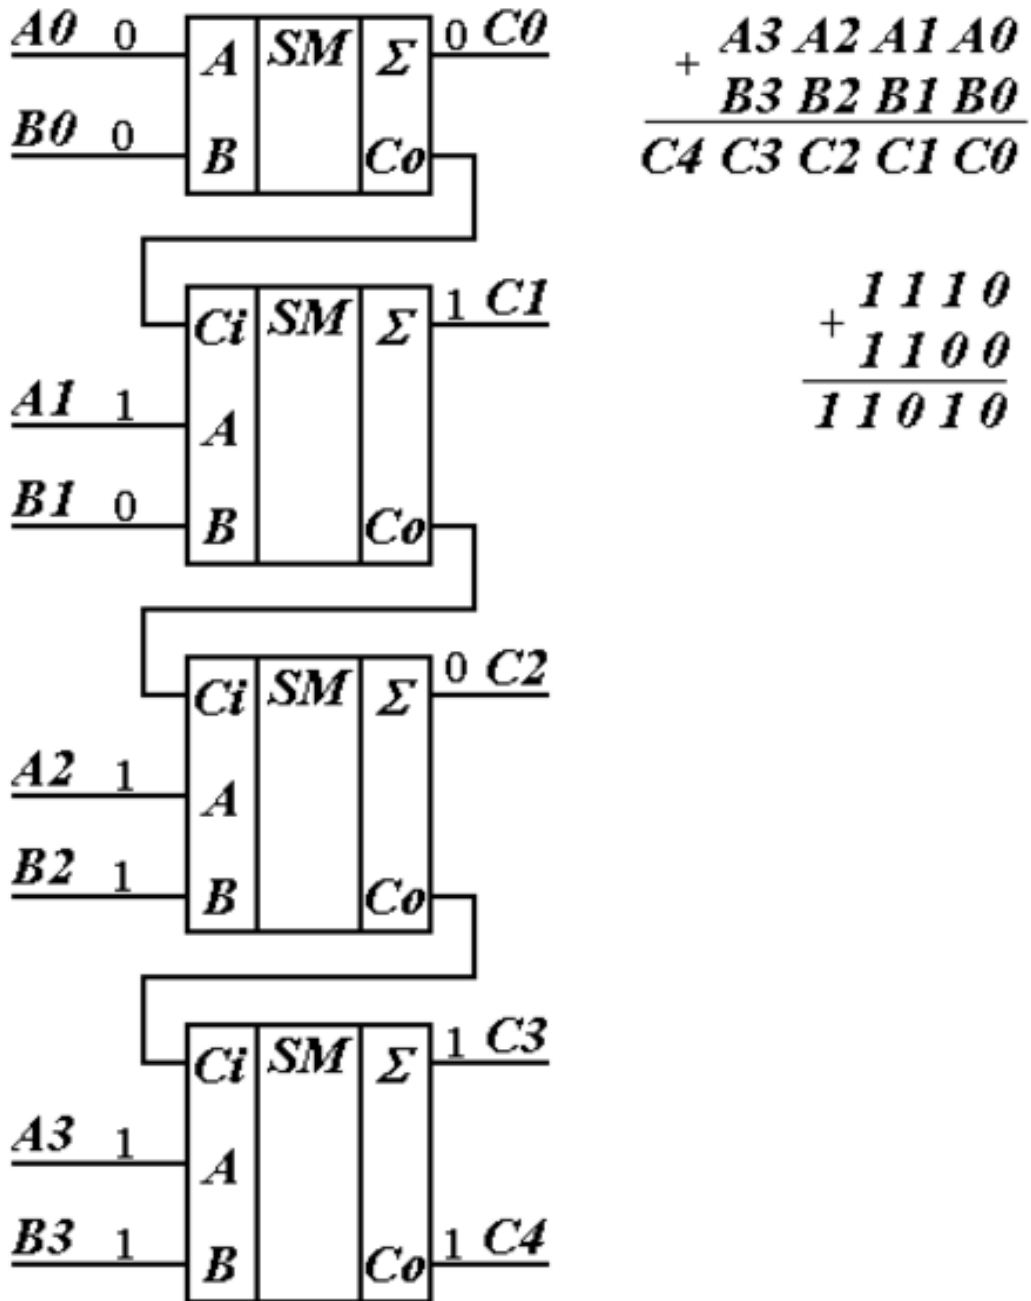 A0 0 A SM Σ 0 C0
B0 0 B Co
Ci SM Σ 1 C1
A1 1 A
B1 0 B Co
Ci SM Σ 0 C2
A2 1 A
B2 1 B Co
Ci SM Σ 1 C3
A3 1 A
B3 1 B Co 1 C4
+ A3 A2 A1 A0
B3 B2 B1 B0
C4 C3 C2 C1 C0
+ 1 1 1 0
1 1 0 0
1 1 0 1 0